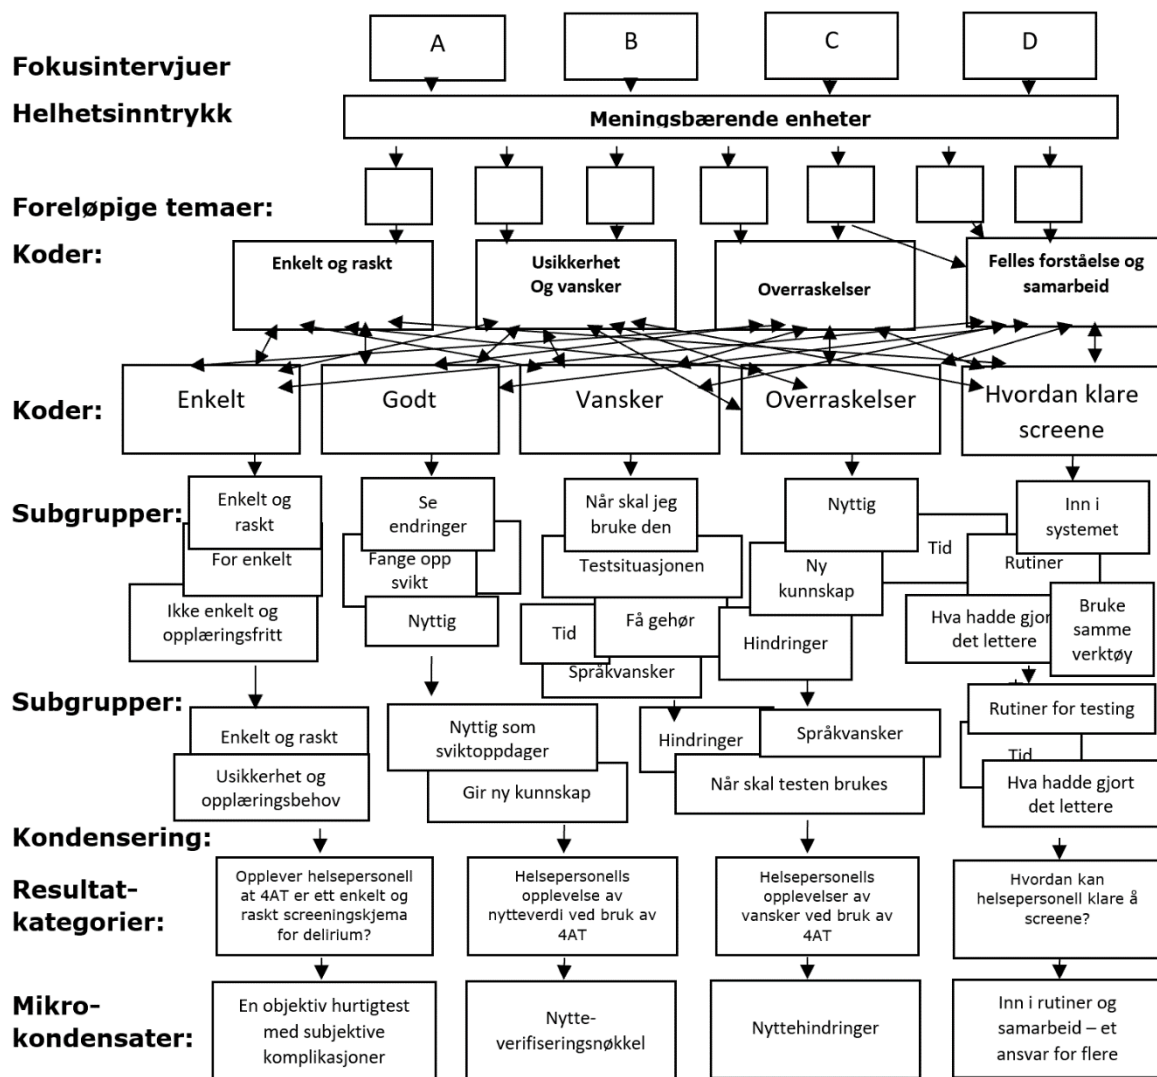 A
B
C
D
Fokusintervjuer
Helhetsinntrykk
Meningsbærende enheter
Foreløpige temaer:
Koder:
Enkelt og raskt
Usikkerhet
Og vansker
Overraskelser
Felles forståelse og
samarbeid
Koder:
Enkelt
Godt
Vansker
Overraskelser
Hvordan klare
screene
Subgrupper:
Enkelt og
raskt
For enkelt
Ikke enkelt og
opplæringsfritt
Se
endringer
Fange opp
svikt
Nyttig
Når skal jeg
bruke den
Testsituasjonen
Få gehør
Tid
Språkvansker
Nyttig
Tid
Ny
kunnskap
Hindringer
Inn i
systemet
Rutiner
Hva hadde gjort
det lettere
Bruke
samme
verktøy
Subgrupper:
Enkelt og raskt
Usikkerhet og
opplæringsbehov
Nyttig som
sviktoppdager
Gir ny kunnskap
Hindringer
Språkvansker
Når skal testen brukes
Rutiner for testing
Tid
Hva hadde gjort
det lettere
Kondensering:
Resultat-
kategorier:
Opplever helsepersonell
at 4AT er ett enkelt og
raskt screeningskjema
for delirium?
Helsepersonells
opplevelse av
nytteverdi ved bruk av
4AT
Helsepersonells
opplevelser av
vansker ved bruk av
4AT
Hvordan kan
helsepersonell klare å
screene?
Mikro-
kondensater:
En objektiv hurtigtest
med subjektive
komplikasjoner
Nytte-
verifiseringsnøkkel
Nyttehindringer
Inn i rutiner og
samarbeid – et
ansvar for flere